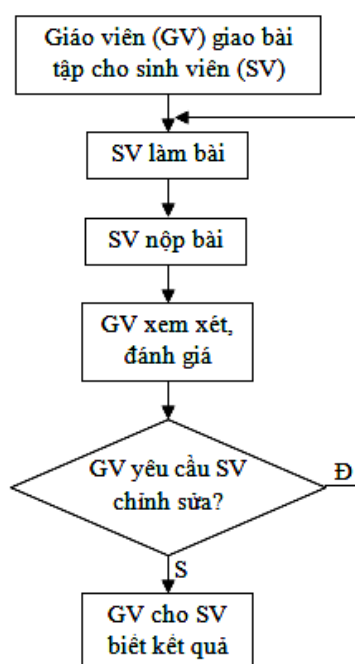 Giáo viên (GV) giao bài
tập cho sinh viên (SV)
SV làm bài
SV nộp bài
GV xem xét,
đánh giá
GV yêu cầu SV
chỉnh sửa?
Đ
S
GV cho SV
biết kết quả